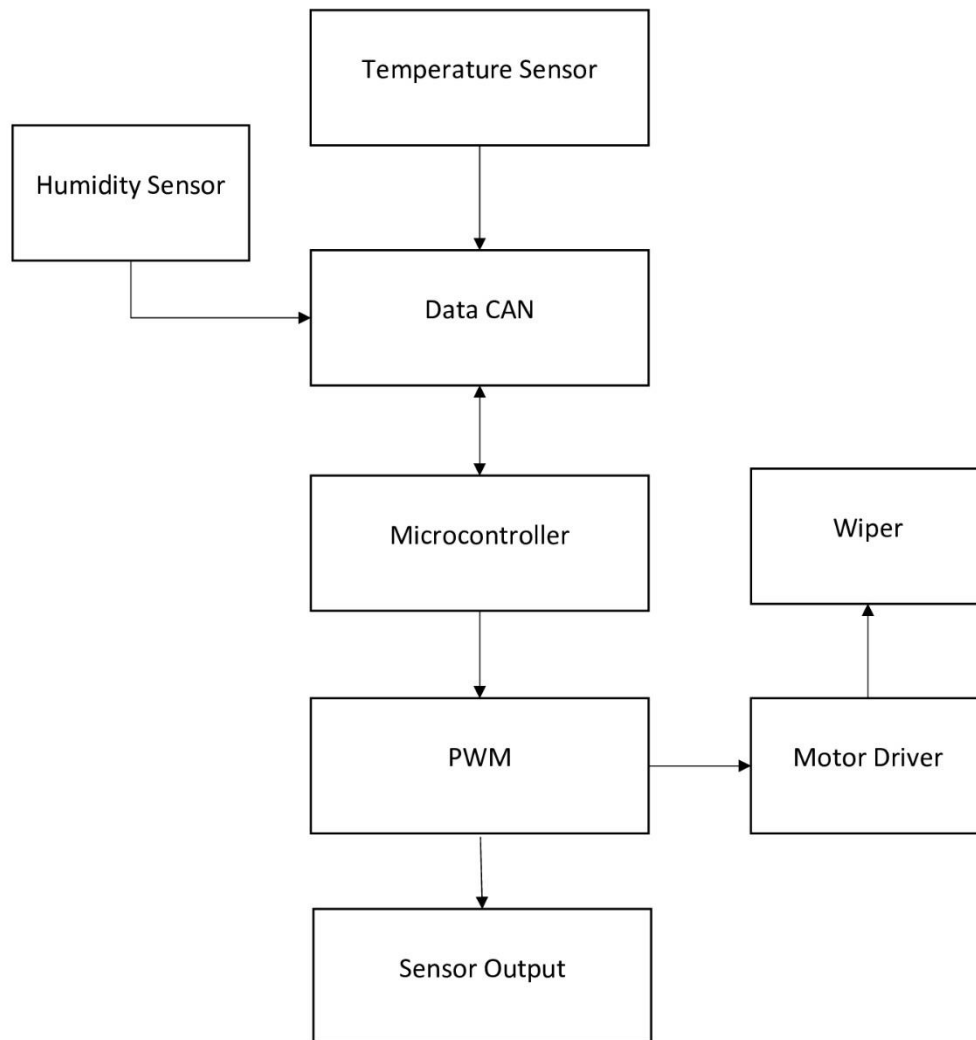 Temperature Sensor
Humidity Sensor
Data CAN
Microcontroller
Wiper
PWM
Motor Driver
Sensor Output